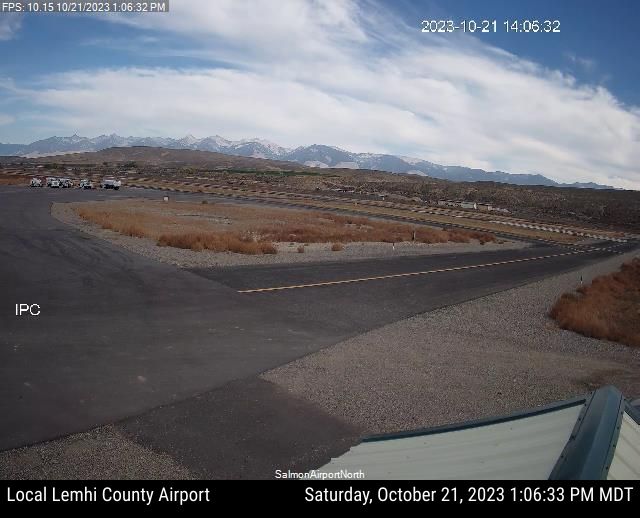 FPS: 10.15 10/21/2023 1:06:32 PM
2023-10-21 14:06:32
IPC
SalmonAirportNorth
Local Lemhi County Airport Saturday, October 21, 2023 1:06:33 PM MDT